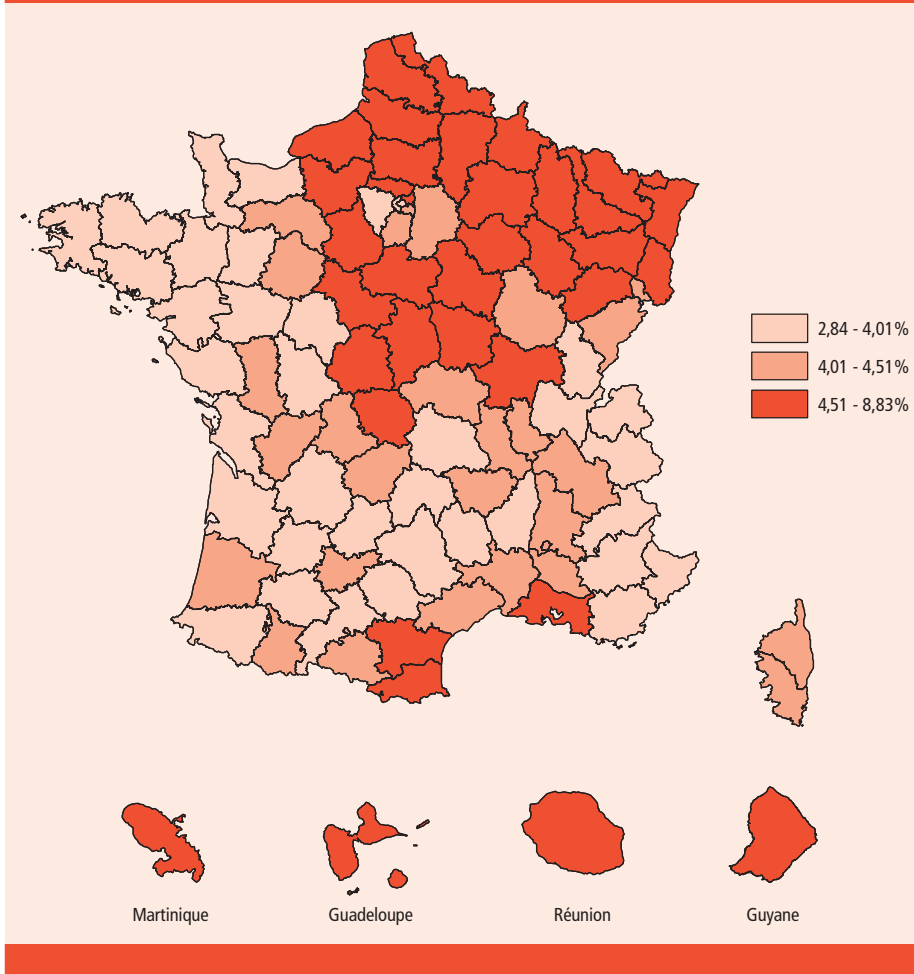 2,84 - 4,01%
4,01 - 4,51%
4,51 - 8,83%
Martinique
Guadeloupe
Réunion
Guyane